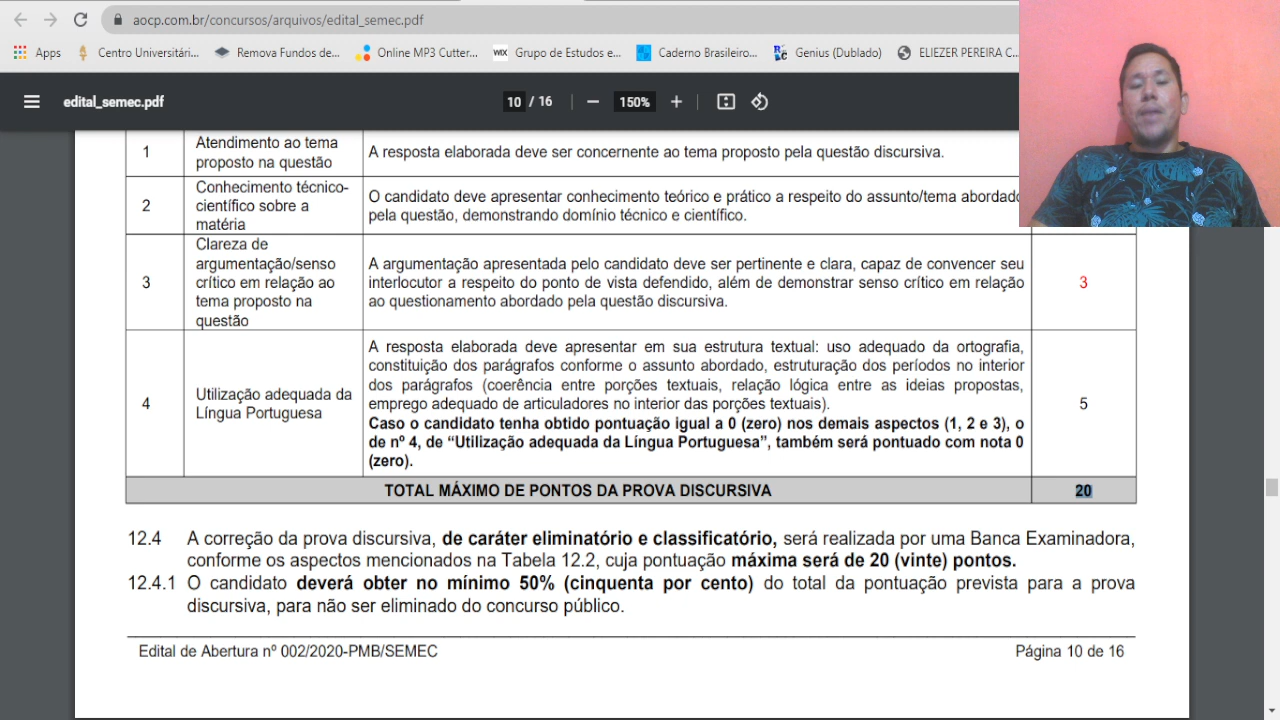 aocp.com.br/concursos/arquivos/edital_semec.pdf
Apps Centro Universitári... Remova Fundos de... Online MP3 Cutter... WIX Grupo de Estudos e... Caderno Brasileiro... Genius (Dublado) ELIEZER PEREIRA C...
edital_semec.pdf 10 / 16 150%
1 Atendimento ao tema proposto na questão A resposta elaborada deve ser concernente ao tema proposto pela questão discursiva.
2 Conhecimento técnico-
científico sobre a
matéria
O candidato deve apresentar conhecimento teórico e prático a respeito do assunto/tema abordado
pela questão, demonstrando domínio técnico e científico.
3 Clareza de
argumentação/senso
crítico em relação ao
tema proposto na
questão
A argumentação apresentada pelo candidato deve ser pertinente e clara, capaz de convencer seu
interlocutor a respeito do ponto de vista defendido, além de demonstrar senso crítico em relação
ao questionamento abordado pela questão discursiva.
3
4 Utilização adequada da
Língua Portuguesa
A resposta elaborada deve apresentar em sua estrutura textual: uso adequado da ortografia,
constituição dos parágrafos conforme o assunto abordado, estruturação dos períodos no interior
dos parágrafos (coerência entre porções textuais, relação lógica entre as ideias propostas,
emprego adequado de articuladores no interior das porções textuais).
Caso o candidato tenha obtido pontuação igual a 0 (zero) nos demais aspectos (1, 2 e 3), o
de nº 4, de “Utilização adequada da Língua Portuguesa”, também será pontuado com nota 0
(zero).
5
TOTAL MÁXIMO DE PONTOS DA PROVA DISCURSIVA 20
12.4 A correção da prova discursiva, de caráter eliminatório e classificatório, será realizada por uma Banca Examinadora,
conforme os aspectos mencionados na Tabela 12.2, cuja pontuação máxima será de 20 (vinte) pontos.
12.4.1 O candidato deverá obter no mínimo 50% (cinquenta por cento) do total da pontuação prevista para a prova
discursiva, para não ser eliminado do concurso público.
Edital de Abertura nº 002/2020-PMB/SEMEC Página 10 de 16